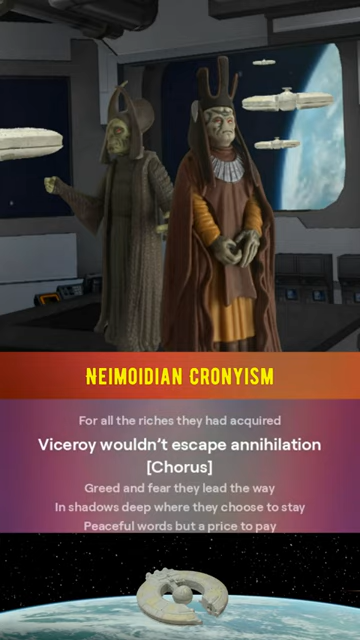 NEIMOIDIAN CRONYISM
For all the riches they had acquired
Viceroy wouldn't escape annihilation
[Chorus]
Greed and fear they lead the way
In shadows deep where they choose to stay
Peaceful words but a price to pay